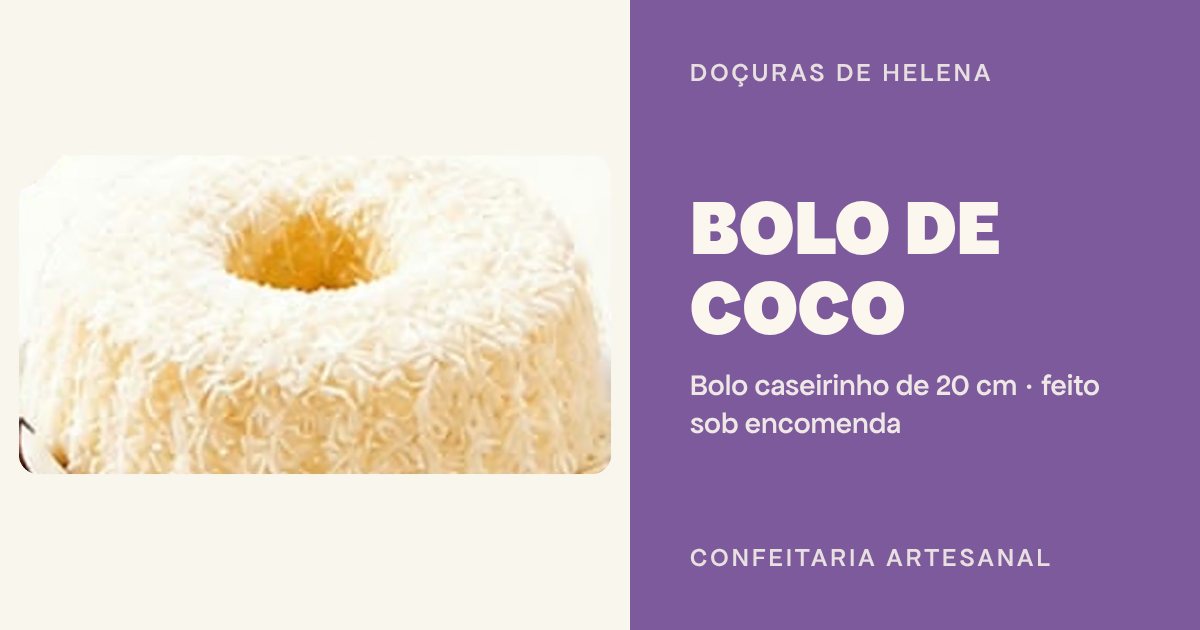 DOÇURAS DE HELENA
BOLO DE
COCO
Bolo caseirinho de 20 cm · feito
sob encomenda
CONFEITARIA ARTESANAL